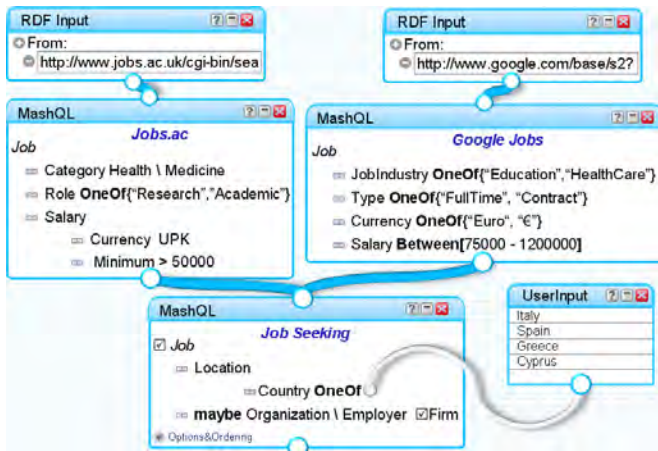 RDF Input
From:
http://www.jobs.ac.uk/cgi-bin/sea
RDF Input
From:
http://www.google.com/base/s2?
MashQL
Jobs.ac
Job
Category Health \ Medicine
Role OneOf{“Research”,”Academic”}
Salary
Currency UPK
Minimum > 50000
MashQL
Google Jobs
Job
JobIndustry OneOf{“Education”,“HealthCare”}
Type OneOf{“FullTime”, “Contract”}
Currency OneOf{“Euro”, “€”}
Salary Between[75000 - 1200000]
MashQL
Job Seeking
Job
Location
Country OneOf
maybe Organization \ Employer Firm
Options&Ordering
UserInput
Italy
Spain
Greece
Cyprus